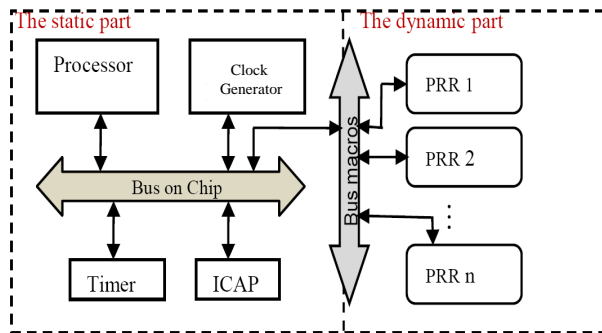 The static part
The dynamic part
Processor
Clock
Generator
PRR 1
PRR 2
Bus macros
Bus on Chip
⋮
Timer
ICAP
PRR n